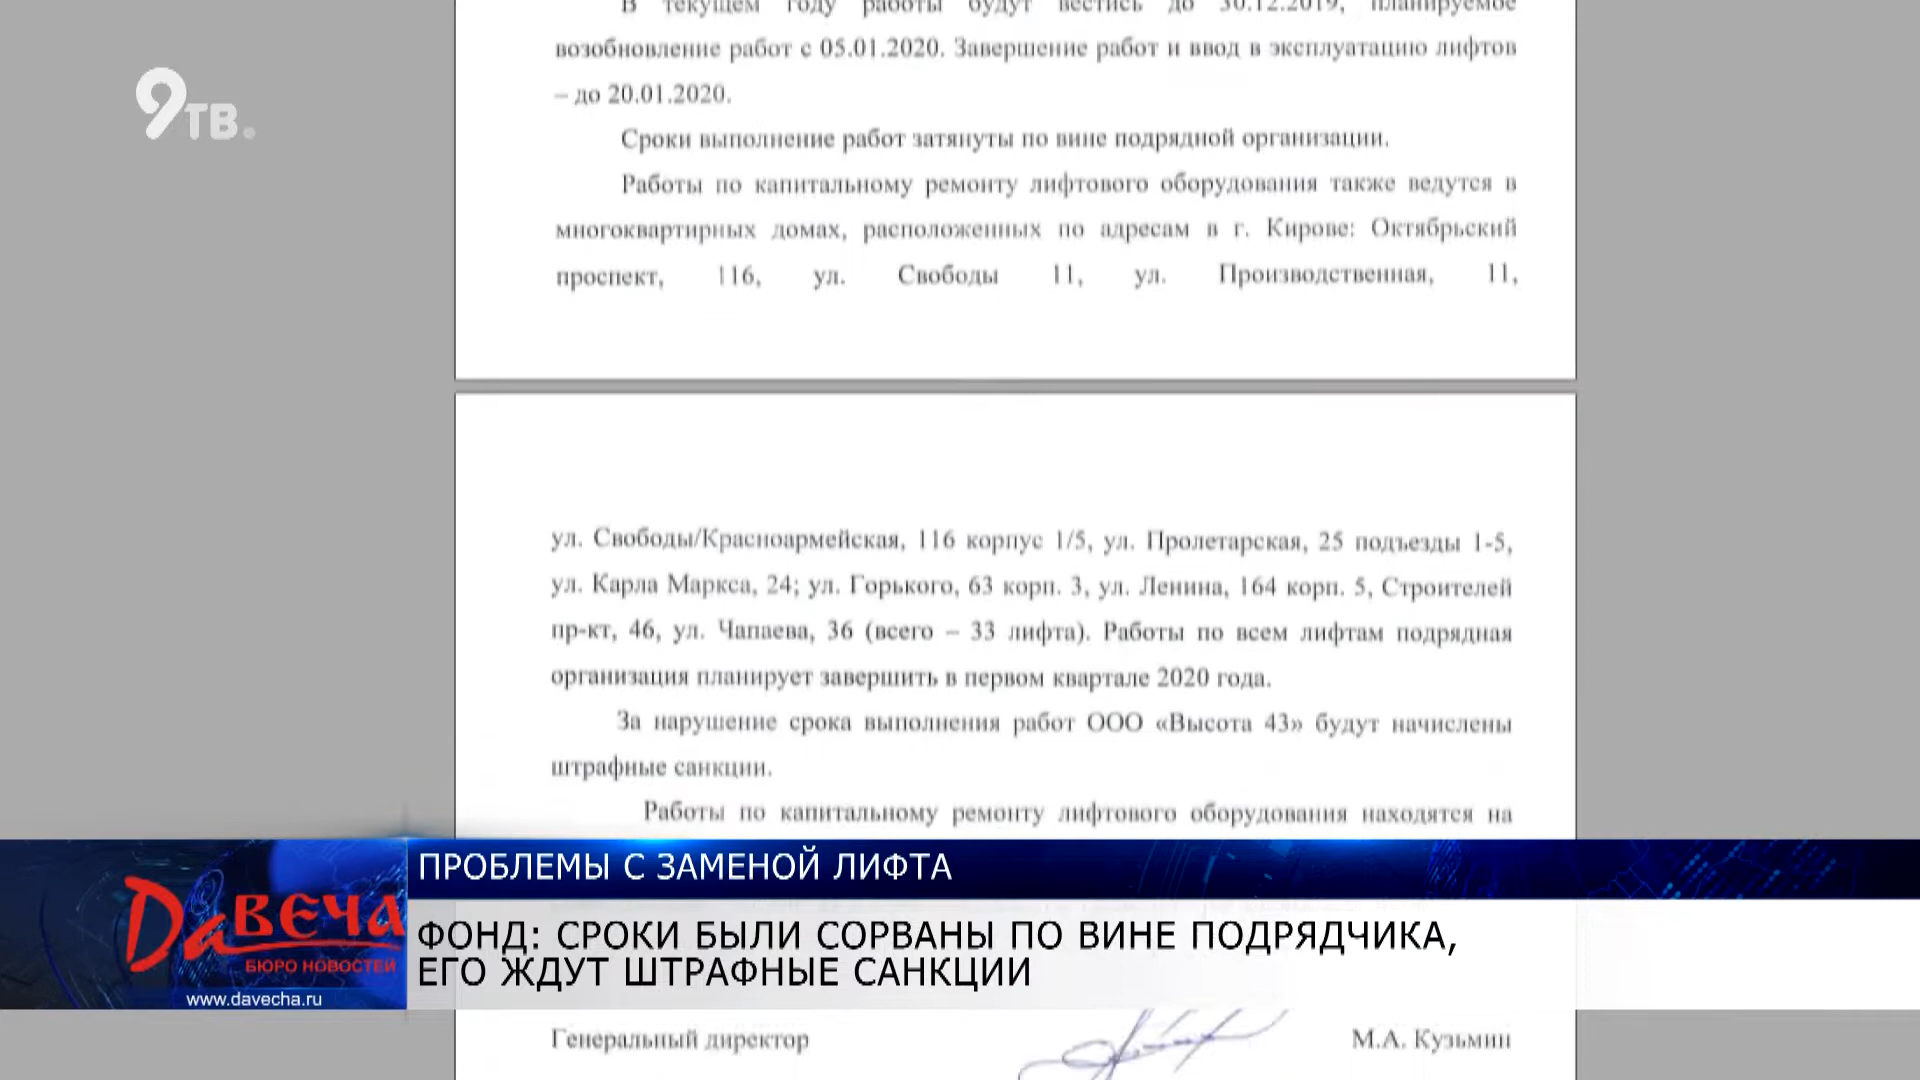 В текущем году работы будут вестись до 30.12.2019, планируемое
возобновление работ с 05.01.2020. Завершение работ и ввод в эксплуатацию лифтов
– до 20.01.2020.
9ТВ.
Сроки выполнение работ затянуты по вине подрядной организации.
Работы по капитальному ремонту лифтового оборудования также ведутся в
многоквартирных домах, расположенных по адресам в г. Кирове: Октябрьский
проспект, 116, ул. Свободы 11, ул. Производственная, 11,
ул. Свободы/Красноармейская, 116 корпус 1/5, ул. Пролетарская, 25 подъезды 1-5,
ул. Карла Маркса, 24; ул. Горького, 63 корп. 3, ул. Ленина, 164 корп. 5, Строителей
пр-кт, 46, ул. Чапаева, 36 (всего – 33 лифта). Работы по всем лифтам подрядная
организация планирует завершить в первом квартале 2020 года.
За нарушение срока выполнения работ ООО «Высота 43» будут начислены
штрафные санкции.
Работы по капитальному ремонту лифтового оборудования находятся на
ПРОБЛЕМЫ С ЗАМЕНОЙ ЛИФТА
ДаВЕЧА
БЮРО НОВОСТЕЙ
www.davecha.ru
ФОНД: СРОКИ БЫЛИ СОРВАНЫ ПО ВИНЕ ПОДРЯДЧИКА,
ЕГО ЖДУТ ШТРАФНЫЕ САНКЦИИ
Генеральный директор М.А. Кузьмин